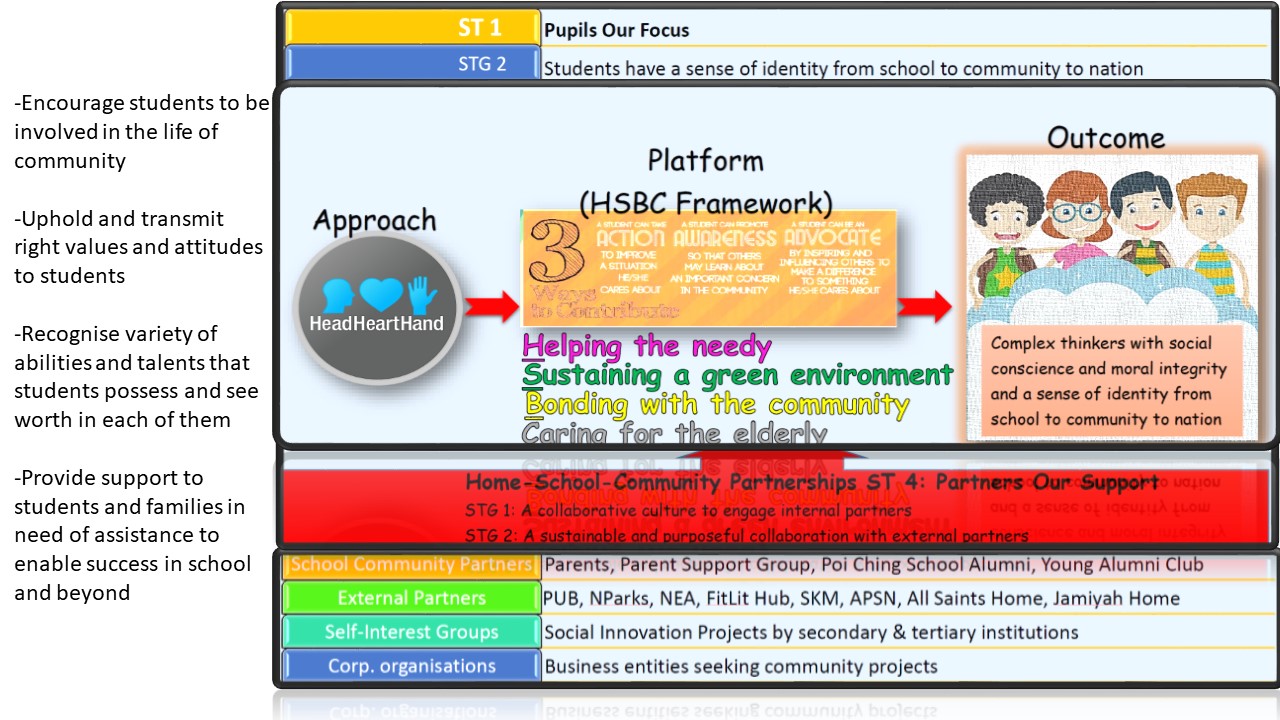 ST 1
Pupils Our Focus
STG 2
Students have a sense of identity from school to community to nation
-Encourage students to be
involved in the life of
community
-Uphold and transmit
right values and attitudes
to students
-Recognise variety of
abilities and talents that
students possess and see
worth in each of them
-Provide support to
students and families in
need of assistance to
enable success in school
and beyond
Approach
HeadHeartHand
Platform
(HSBC Framework)
3
Ways
to Contribute
A STUDENT CAN TAKE
ACTION
TO IMPROVE
A SITUATION
HE/SHE
CARES ABOUT
A STUDENT CAN PROMOTE
AWARENESS
SO THAT OTHERS
MAY LEARN ABOUT
AN IMPORTANT CONCERN
IN THE COMMUNITY
A STUDENT CAN BE AN
ADVOCATE
BY INSPIRING AND
INFLUENCING OTHERS TO
MAKE A DIFFERENCE
TO SOMETHING
HE/SHE CARES ABOUT
Helping the needy
Sustaining a green environment
Bonding with the community
Caring for the elderly
Outcome
Complex thinkers with social
conscience and moral integrity
and a sense of identity from
school to community to nation
Home-School-Community Partnerships ST 4: Partners Our Support
STG 1: A collaborative culture to engage internal partners
STG 2: A sustainable and purposeful collaboration with external partners
School Community Partners
Parents, Parent Support Group, Poi Ching School Alumni, Young Alumni Club
External Partners
PUB, NParks, NEA, FitLit Hub, SKM, APSN, All Saints Home, Jamiyah Home
Self-Interest Groups
Social Innovation Projects by secondary & tertiary institutions
Corp. organisations
Business entities seeking community projects